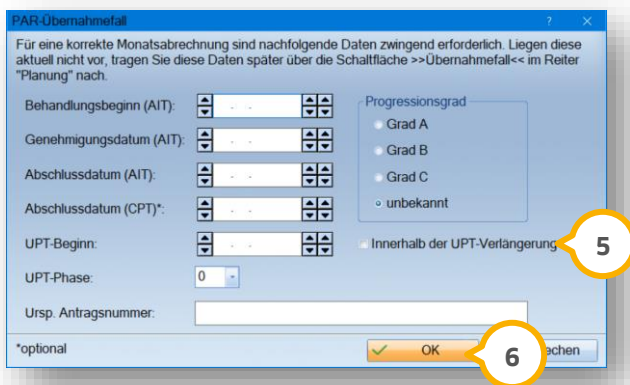 PAR-Übernahmefall
Für eine korrekte Monatsabrechnung sind nachfolgende Daten zwingend erforderlich. Liegen diese
aktuell nicht vor, tragen Sie diese Daten später über die Schaltfläche >>Übernahmefall<< im Reiter
"Planung" nach.
Behandlungsbeginn (AIT):
Progressionsgrad
Grad A
Genehmigungsdatum (AIT):
Grad B
Abschlussdatum (AIT):
Grad C
Abschlussdatum (CPT)*:
unbekannt
UPT-Beginn:
Innerhalb der UPT-Verlängerung
5
UPT-Phase:
0
Ursp. Antragsnummer:
*optional
OK
6
echen